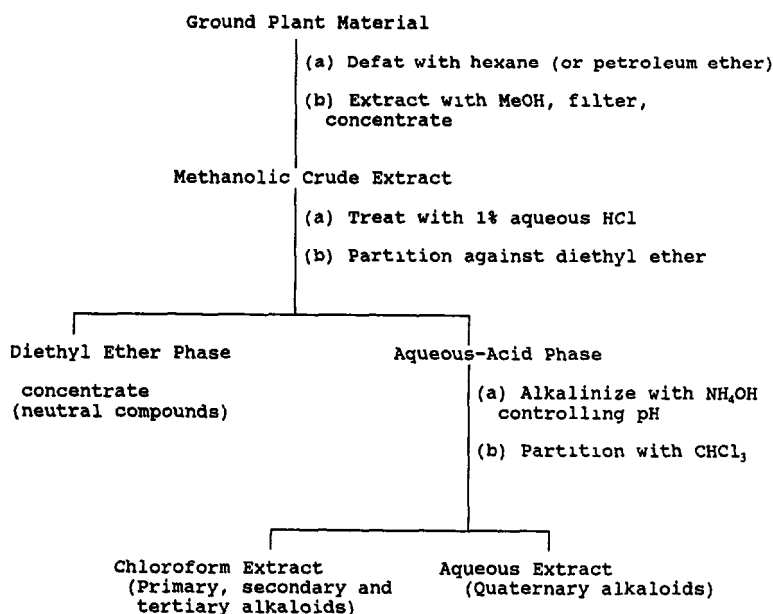 Ground Plant Material
(a) Defat with hexane (or petroleum ether)
(b) Extract with MeOH, filter,
concentrate
Methanolic Crude Extract
(a) Treat with 1% aqueous HCl
(b) Partition against diethyl ether
Diethyl Ether Phase
concentrate
(neutral compounds)
Aqueous-Acid Phase
(a) Alkalinize with NH₄OH
controlling pH
(b) Partition with CHCl₃
Chloroform Extract
(Primary, secondary and
tertiary alkaloids)
Aqueous Extract
(Quaternary alkaloids)